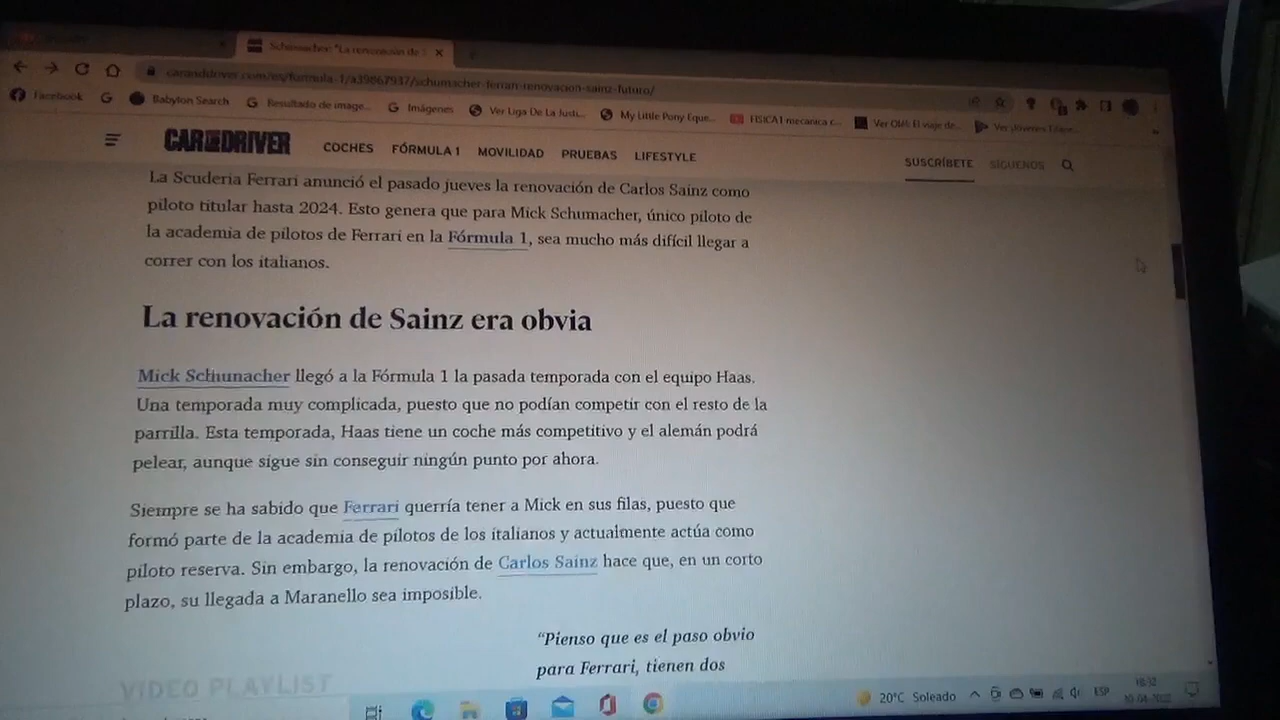 Schumacher: "La renovación de S
caranddriver.com/es/formula-1/a39667937/schumacher-ferrari-renovacion-sainz-futuro/
Facebook Babylon Search Resultado de image... Imágenes Ver Liga De La Justi... My Little Pony Eque... FISICA I mecanica c... Ver OVA El viaje de...
CAR AND DRIVER COCHES FÓRMULA 1 MOVILIDAD PRUEBAS LIFESTYLE SUSCRÍBETE SÍGUENOS
La Scuderia Ferrari anunció el pasado jueves la renovación de Carlos Sainz como
piloto titular hasta 2024. Esto genera que para Mick Schumacher, único piloto de
la academia de pilotos de Ferrari en la Fórmula 1, sea mucho más difícil llegar a
correr con los italianos.
La renovación de Sainz era obvia
Mick Schunacher llegó a la Fórmula 1 la pasada temporada con el equipo Haas.
Una temporada muy complicada, puesto que no podían competir con el resto de la
parrilla. Esta temporada, Haas tiene un coche más competitivo y el alemán podrá
pelear, aunque sigue sin conseguir ningún punto por ahora.
Siempre se ha sabido que Ferrari querría tener a Mick en sus filas, puesto que
formó parte de la academia de pilotos de los italianos y actualmente actúa como
piloto reserva. Sin embargo, la renovación de Carlos Sainz hace que, en un corto
plazo, su llegada a Maranello sea imposible.
"Pienso que es el paso obvio
para Ferrari, tienen dos
VIDEO PLAYLIST
20°C Soleado ESP